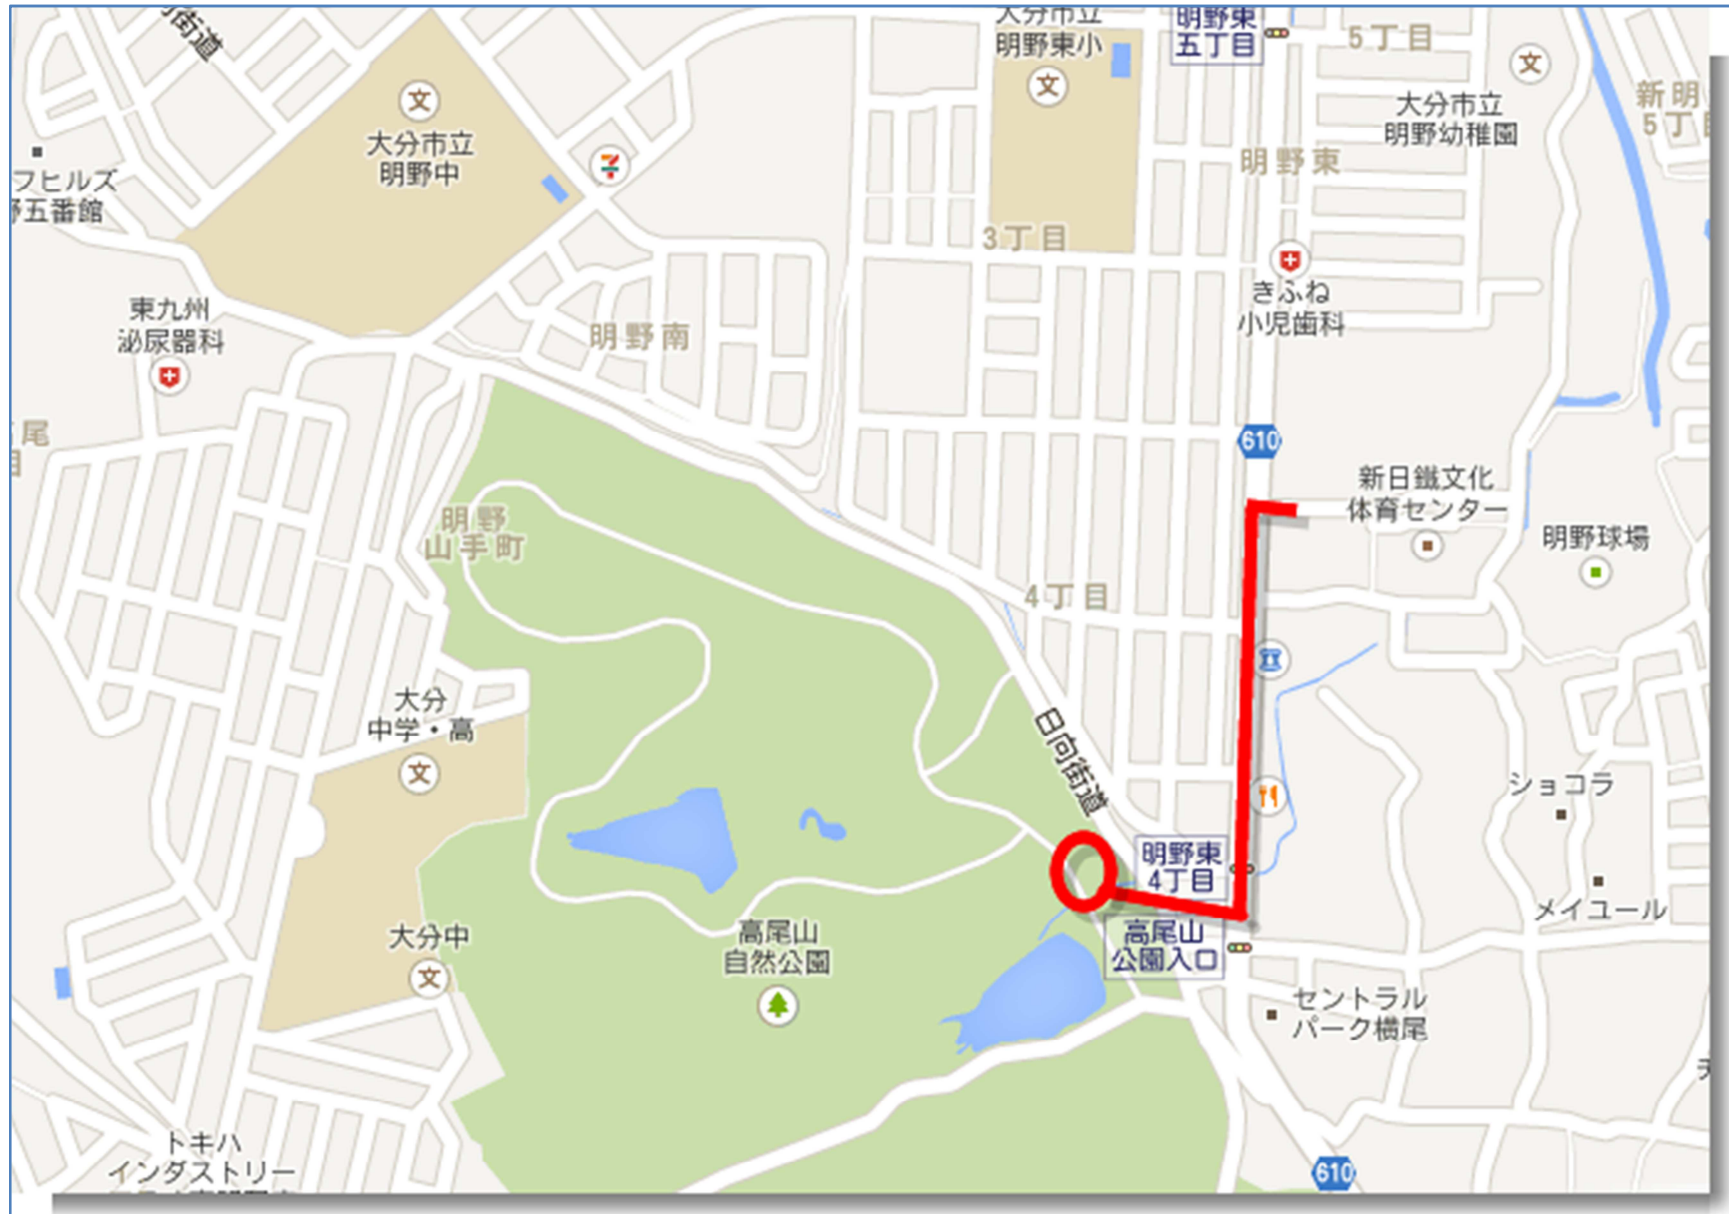 街道
大分市立
明野東小
明野東
五丁目
5丁目
大分市立
明野幼稚園
新明
5丁
大分市立
明野中
フヒルズ
野五番館
明野東
3丁目
きふね
小児歯科
東九州
泌尿器科
明野南
尾
610
新日鐵文化
体育センター
明野球場
明野
山手町
4丁目
大分
中学・高
日向街道
ショコラ
明野東
4丁目
メイユール
大分中
高尾山
自然公園
高尾山
公園入口
セントラル
パーク横尾
トキハ
インダストリー
610